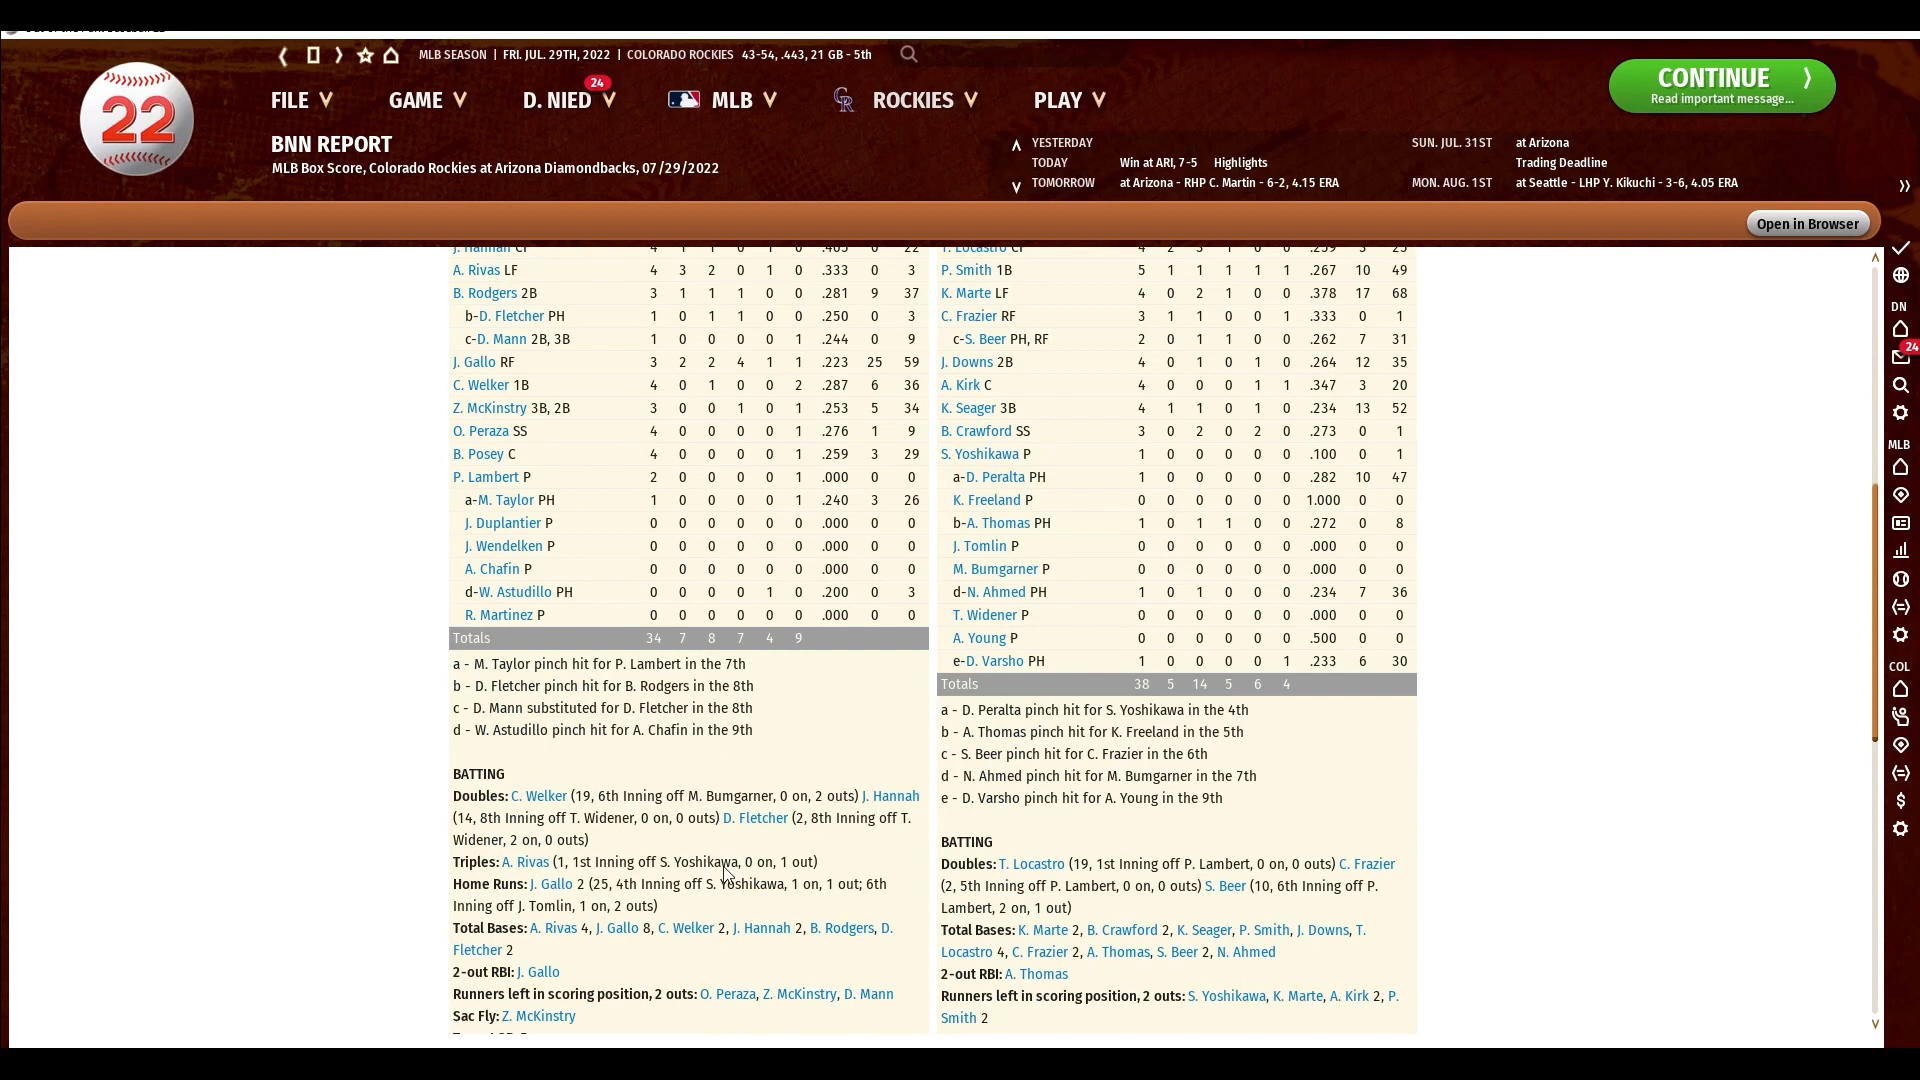 MLB SEASON | FRI. JUL. 29TH, 2022 | COLORADO ROCKIES 43-54, .443, 21 GB - 5th
22
FILE GAME D. NIED 24 MLB CR ROCKIES PLAY
CONTINUE
Read important message...
BNN REPORT
MLB Box Score, Colorado Rockies at Arizona Diamondbacks, 07/29/2022
YESTERDAY
TODAY Win at ARI, 7-5 Highlights
TOMORROW at Arizona - RHP C. Martin - 6-2, 4.15 ERA
SUN. JUL. 31ST at Arizona
Trading Deadline
MON. AUG. 1ST at Seattle - LHP Y. Kikuchi - 3-6, 4.05 ERA
Open in Browser
J. Hannah CF 4 1 1 0 1 0 .405 0 22
A. Rivas LF 4 3 2 0 1 0 .333 0 3
B. Rodgers 2B 3 1 1 1 0 0 .281 9 37
b-D. Fletcher PH 1 0 1 1 0 0 .250 0 3
c-D. Mann 2B, 3B 1 0 0 0 0 1 .244 0 9
J. Gallo RF 3 2 2 4 1 1 .223 25 59
C. Welker 1B 4 0 1 0 0 2 .287 6 36
Z. McKinstry 3B, 2B 3 0 0 1 0 1 .253 5 34
O. Peraza SS 4 0 0 0 0 1 .276 1 9
B. Posey C 4 0 0 0 0 1 .259 3 29
P. Lambert P 2 0 0 0 0 1 .000 0 0
a-M. Taylor PH 1 0 0 0 0 1 .240 3 26
J. Duplantier P 0 0 0 0 0 0 .000 0 0
J. Wendelken P 0 0 0 0 0 0 .000 0 0
A. Chafin P 0 0 0 0 0 0 .000 0 0
d-W. Astudillo PH 0 0 0 0 1 0 .200 0 3
R. Martinez P 0 0 0 0 0 0 .000 0 0
Totals 34 7 8 7 4 9
a - M. Taylor pinch hit for P. Lambert in the 7th
b - D. Fletcher pinch hit for B. Rodgers in the 8th
c - D. Mann substituted for D. Fletcher in the 8th
d - W. Astudillo pinch hit for A. Chafin in the 9th
BATTING
Doubles: C. Welker (19, 6th Inning off M. Bumgarner, 0 on, 2 outs) J. Hannah
(14, 8th Inning off T. Widener, 0 on, 0 outs) D. Fletcher (2, 8th Inning off T.
Widener, 2 on, 0 outs)
Triples: A. Rivas (1, 1st Inning off S. Yoshikawa, 0 on, 1 out)
Home Runs: J. Gallo 2 (25, 4th Inning off S. Yoshikawa, 1 on, 1 out; 6th
Inning off J. Tomlin, 1 on, 2 outs)
Total Bases: A. Rivas 4, J. Gallo 8, C. Welker 2, J. Hannah 2, B. Rodgers, D.
Fletcher 2
2-out RBI: J. Gallo
Runners left in scoring position, 2 outs: O. Peraza, Z. McKinstry, D. Mann
Sac Fly: Z. McKinstry
T. Locastro CF 4 2 3 1 0 0 .259 3 25
P. Smith 1B 5 1 1 1 1 1 .267 10 49
K. Marte LF 4 0 2 1 0 0 .378 17 68
C. Frazier RF 3 1 1 0 0 1 .333 0 1
c-S. Beer PH, RF 2 0 1 1 0 0 .262 7 31
J. Downs 2B 4 0 1 0 1 0 .264 12 35
A. Kirk C 4 0 0 0 1 1 .347 3 20
K. Seager 3B 4 1 1 0 1 0 .234 13 52
B. Crawford SS 3 0 2 0 2 0 .273 0 1
S. Yoshikawa P 1 0 0 0 0 0 .100 0 1
a-D. Peralta PH 1 0 0 0 0 0 .282 10 47
K. Freeland P 0 0 0 0 0 0 1.000 0 0
b-A. Thomas PH 1 0 1 1 0 0 .272 0 8
J. Tomlin P 0 0 0 0 0 0 .000 0 0
M. Bumgarner P 0 0 0 0 0 0 .000 0 0
d-N. Ahmed PH 1 0 1 0 0 0 .234 7 36
T. Widener P 0 0 0 0 0 0 .000 0 0
A. Young P 0 0 0 0 0 0 .500 0 0
e-D. Varsho PH 1 0 0 0 0 1 .233 6 30
Totals 38 5 14 5 6 4
a - D. Peralta pinch hit for S. Yoshikawa in the 4th
b - A. Thomas pinch hit for K. Freeland in the 5th
c - S. Beer pinch hit for C. Frazier in the 6th
d - N. Ahmed pinch hit for M. Bumgarner in the 7th
e - D. Varsho pinch hit for A. Young in the 9th
BATTING
Doubles: T. Locastro (19, 1st Inning off P. Lambert, 0 on, 0 outs) C. Frazier
(2, 5th Inning off P. Lambert, 0 on, 0 outs) S. Beer (10, 6th Inning off P.
Lambert, 2 on, 1 out)
Total Bases: K. Marte 2, B. Crawford 2, K. Seager, P. Smith, J. Downs, T.
Locastro 4, C. Frazier 2, A. Thomas, S. Beer 2, N. Ahmed
2-out RBI: A. Thomas
Runners left in scoring position, 2 outs: S. Yoshikawa, K. Marte, A. Kirk 2, P.
Smith 2
DN
24
MLB
COL